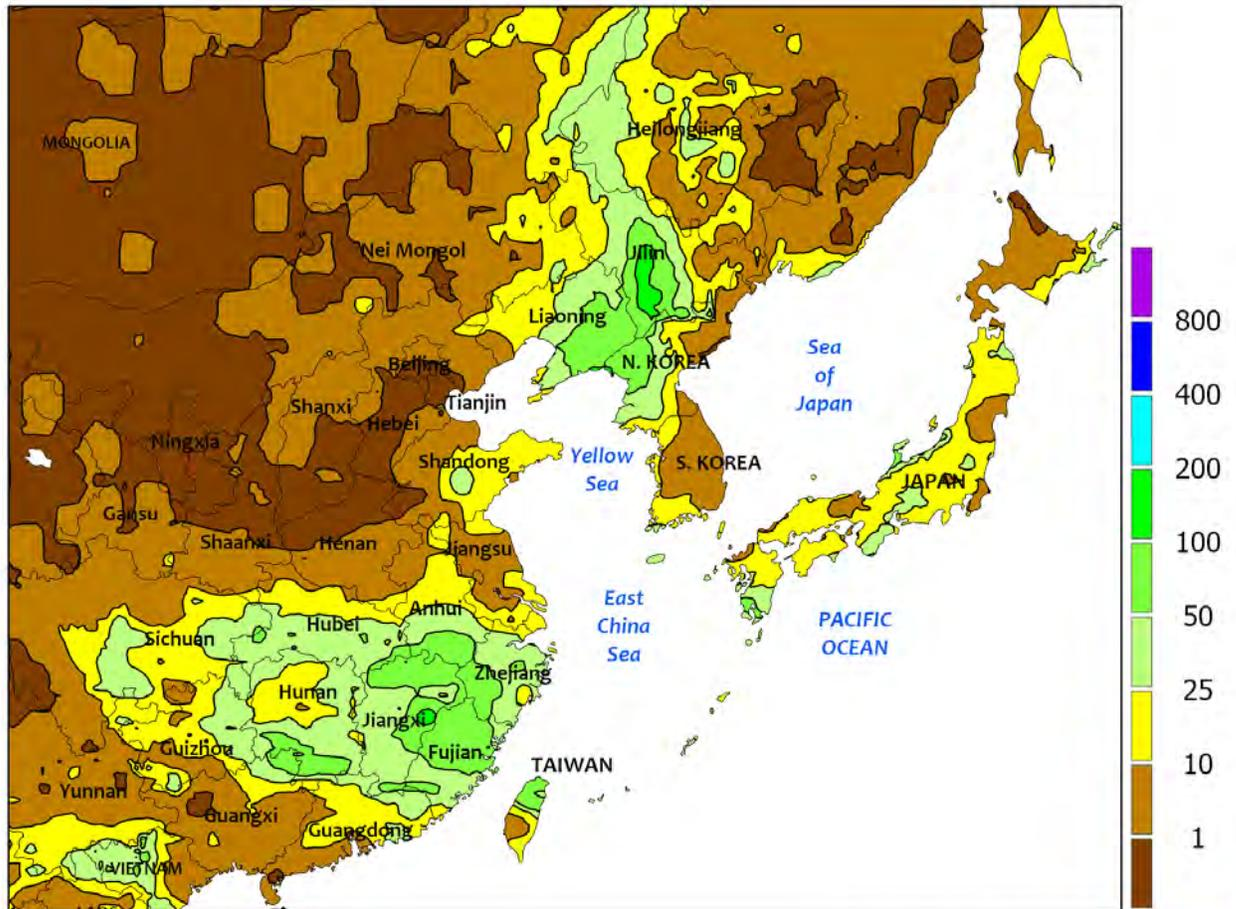 Heilongjiang
MONGOLIA
Nei Mongol
Jilin
Liaoning
N. KOREA
Sea
of
Japan
Beijing
Tianjin
Shanxi
Hebei
Ningxia
Shandong
Yellow
Sea
S. KOREA
JAPAN
Gansu
Shaanxi
Henan
Jiangsu
Anhui
Hubei
East
China
Sea
PACIFIC
OCEAN
Sichuan
Zhejiang
Hunan
Jiangxi
Fujian
Guizhou
TAIWAN
Yunnan
Guangxi
Guangdong
VIETNAM
800
400
200
100
50
25
10
1